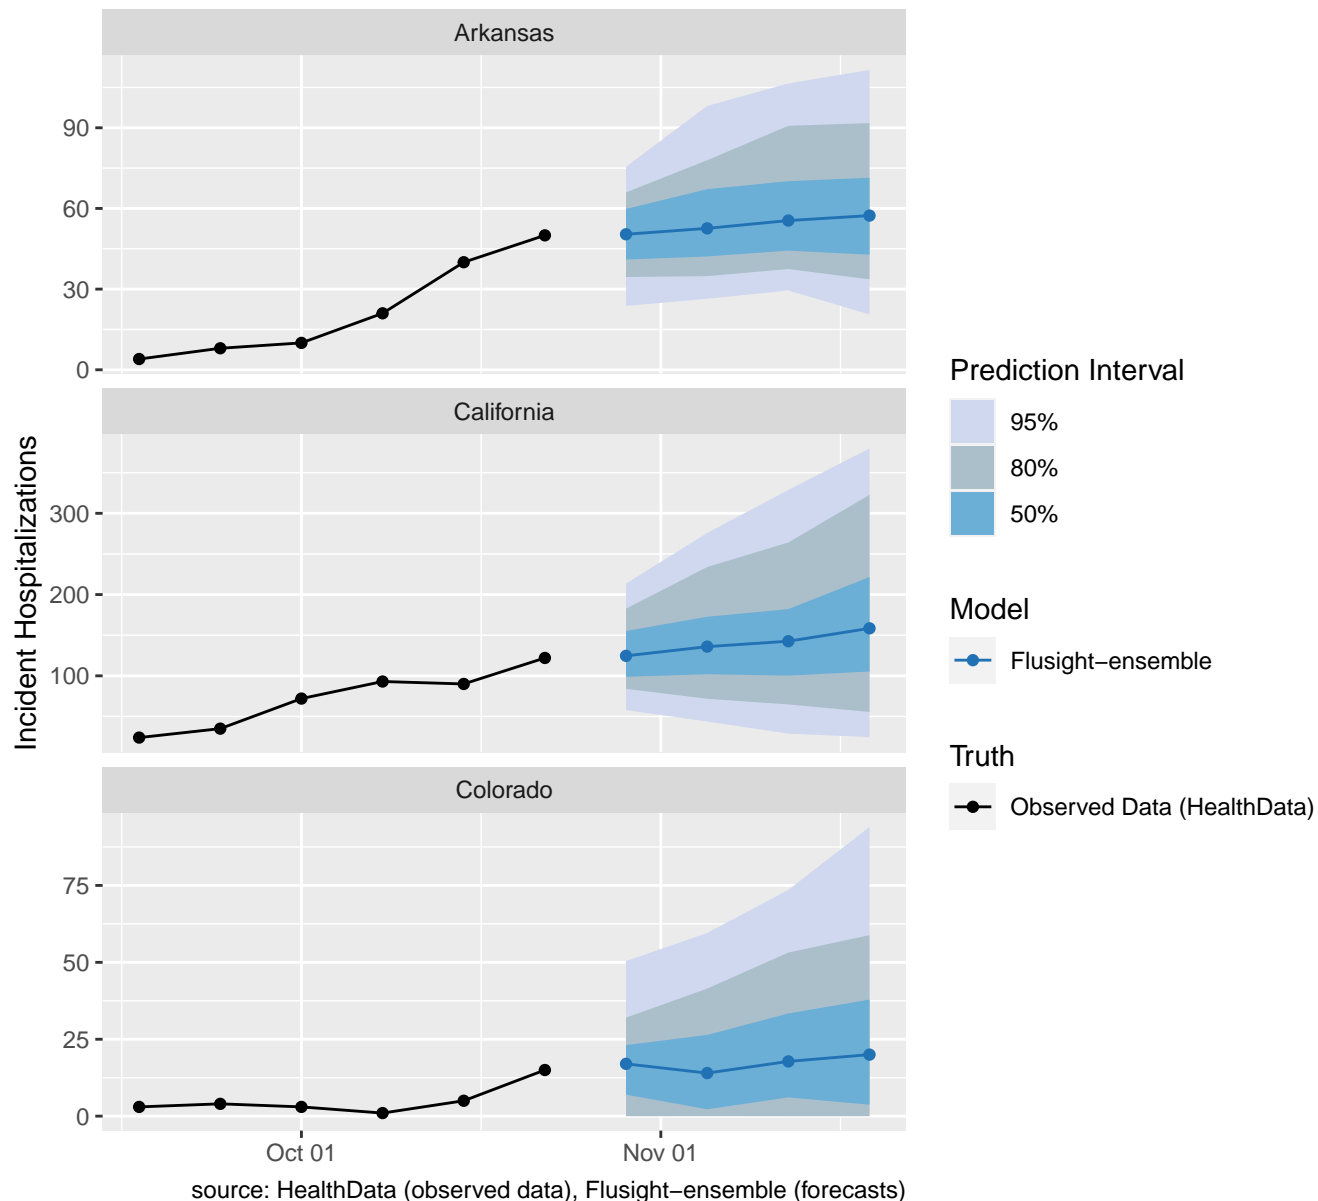 Arkansas
90
60
30
0
California
300
200
100
Colorado
75
50
25
0
Oct 01
Nov 01
Incident Hospitalizations
source: HealthData (observed data), Flusight−ensemble (forecasts)
Prediction Interval
95%
80%
50%
Model
Flusight−ensemble
Truth
Observed Data (HealthData)